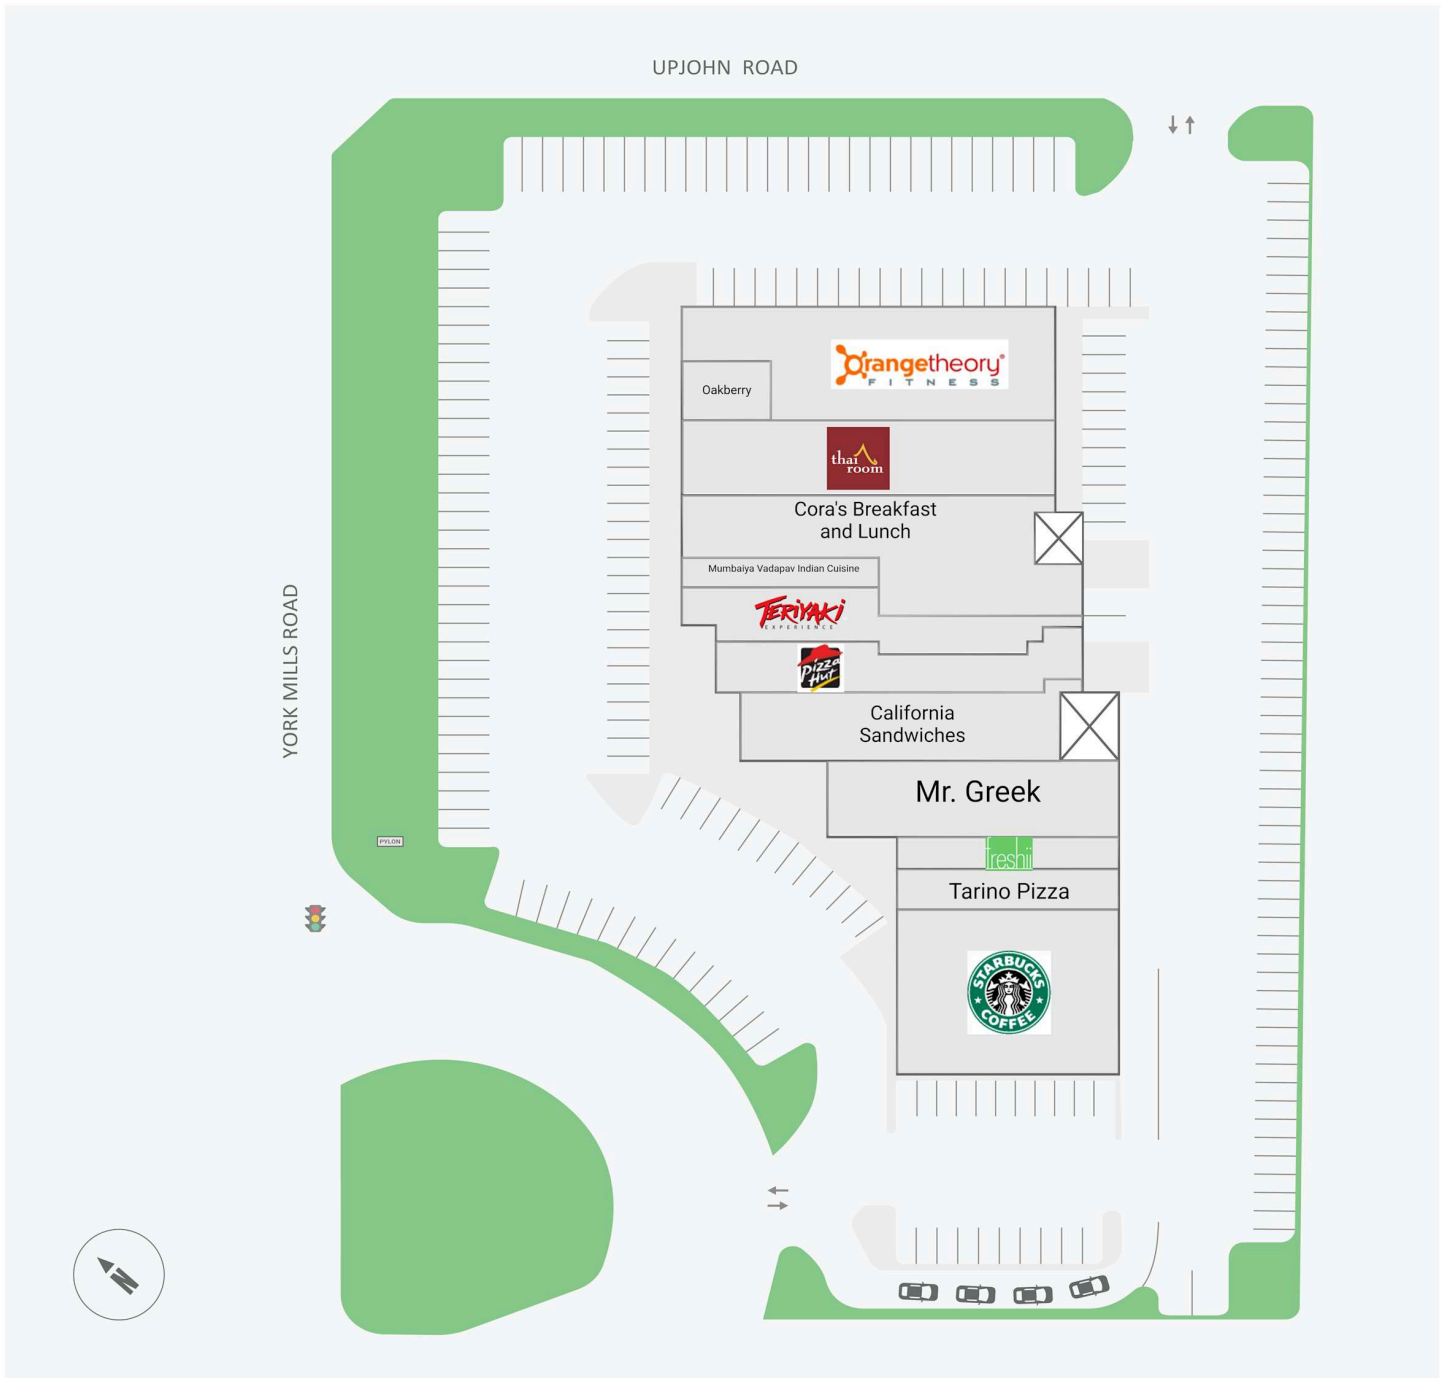 UPJOHN ROAD
Orangetheory®
FITNESS
Oakberry
thai
room
Cora's Breakfast
and Lunch
Mumbaiya Vadapav Indian Cuisine
TERIYAKI
EXPERIENCE
Pizza
Hut
California
Sandwiches
Mr. Greek
freshii
Tarino Pizza
STARBUCKS
COFFEE
YORK MILLS ROAD
PYLON
N